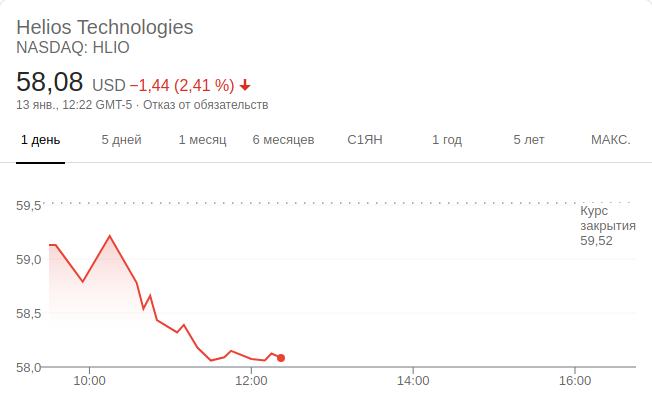 Helios Technologies
NASDAQ: HLIO
58,08 USD −1,44 (2,41 %)
13 янв., 12:22 GMT-5 · Отказ от обязательств
1 день 5 дней 1 месяц 6 месяцев С1ЯН 1 год 5 лет МАКС.
59,5
Курс
закрытия
59,52
59,0
58,5
58,0
10:00 12:00 14:00 16:00